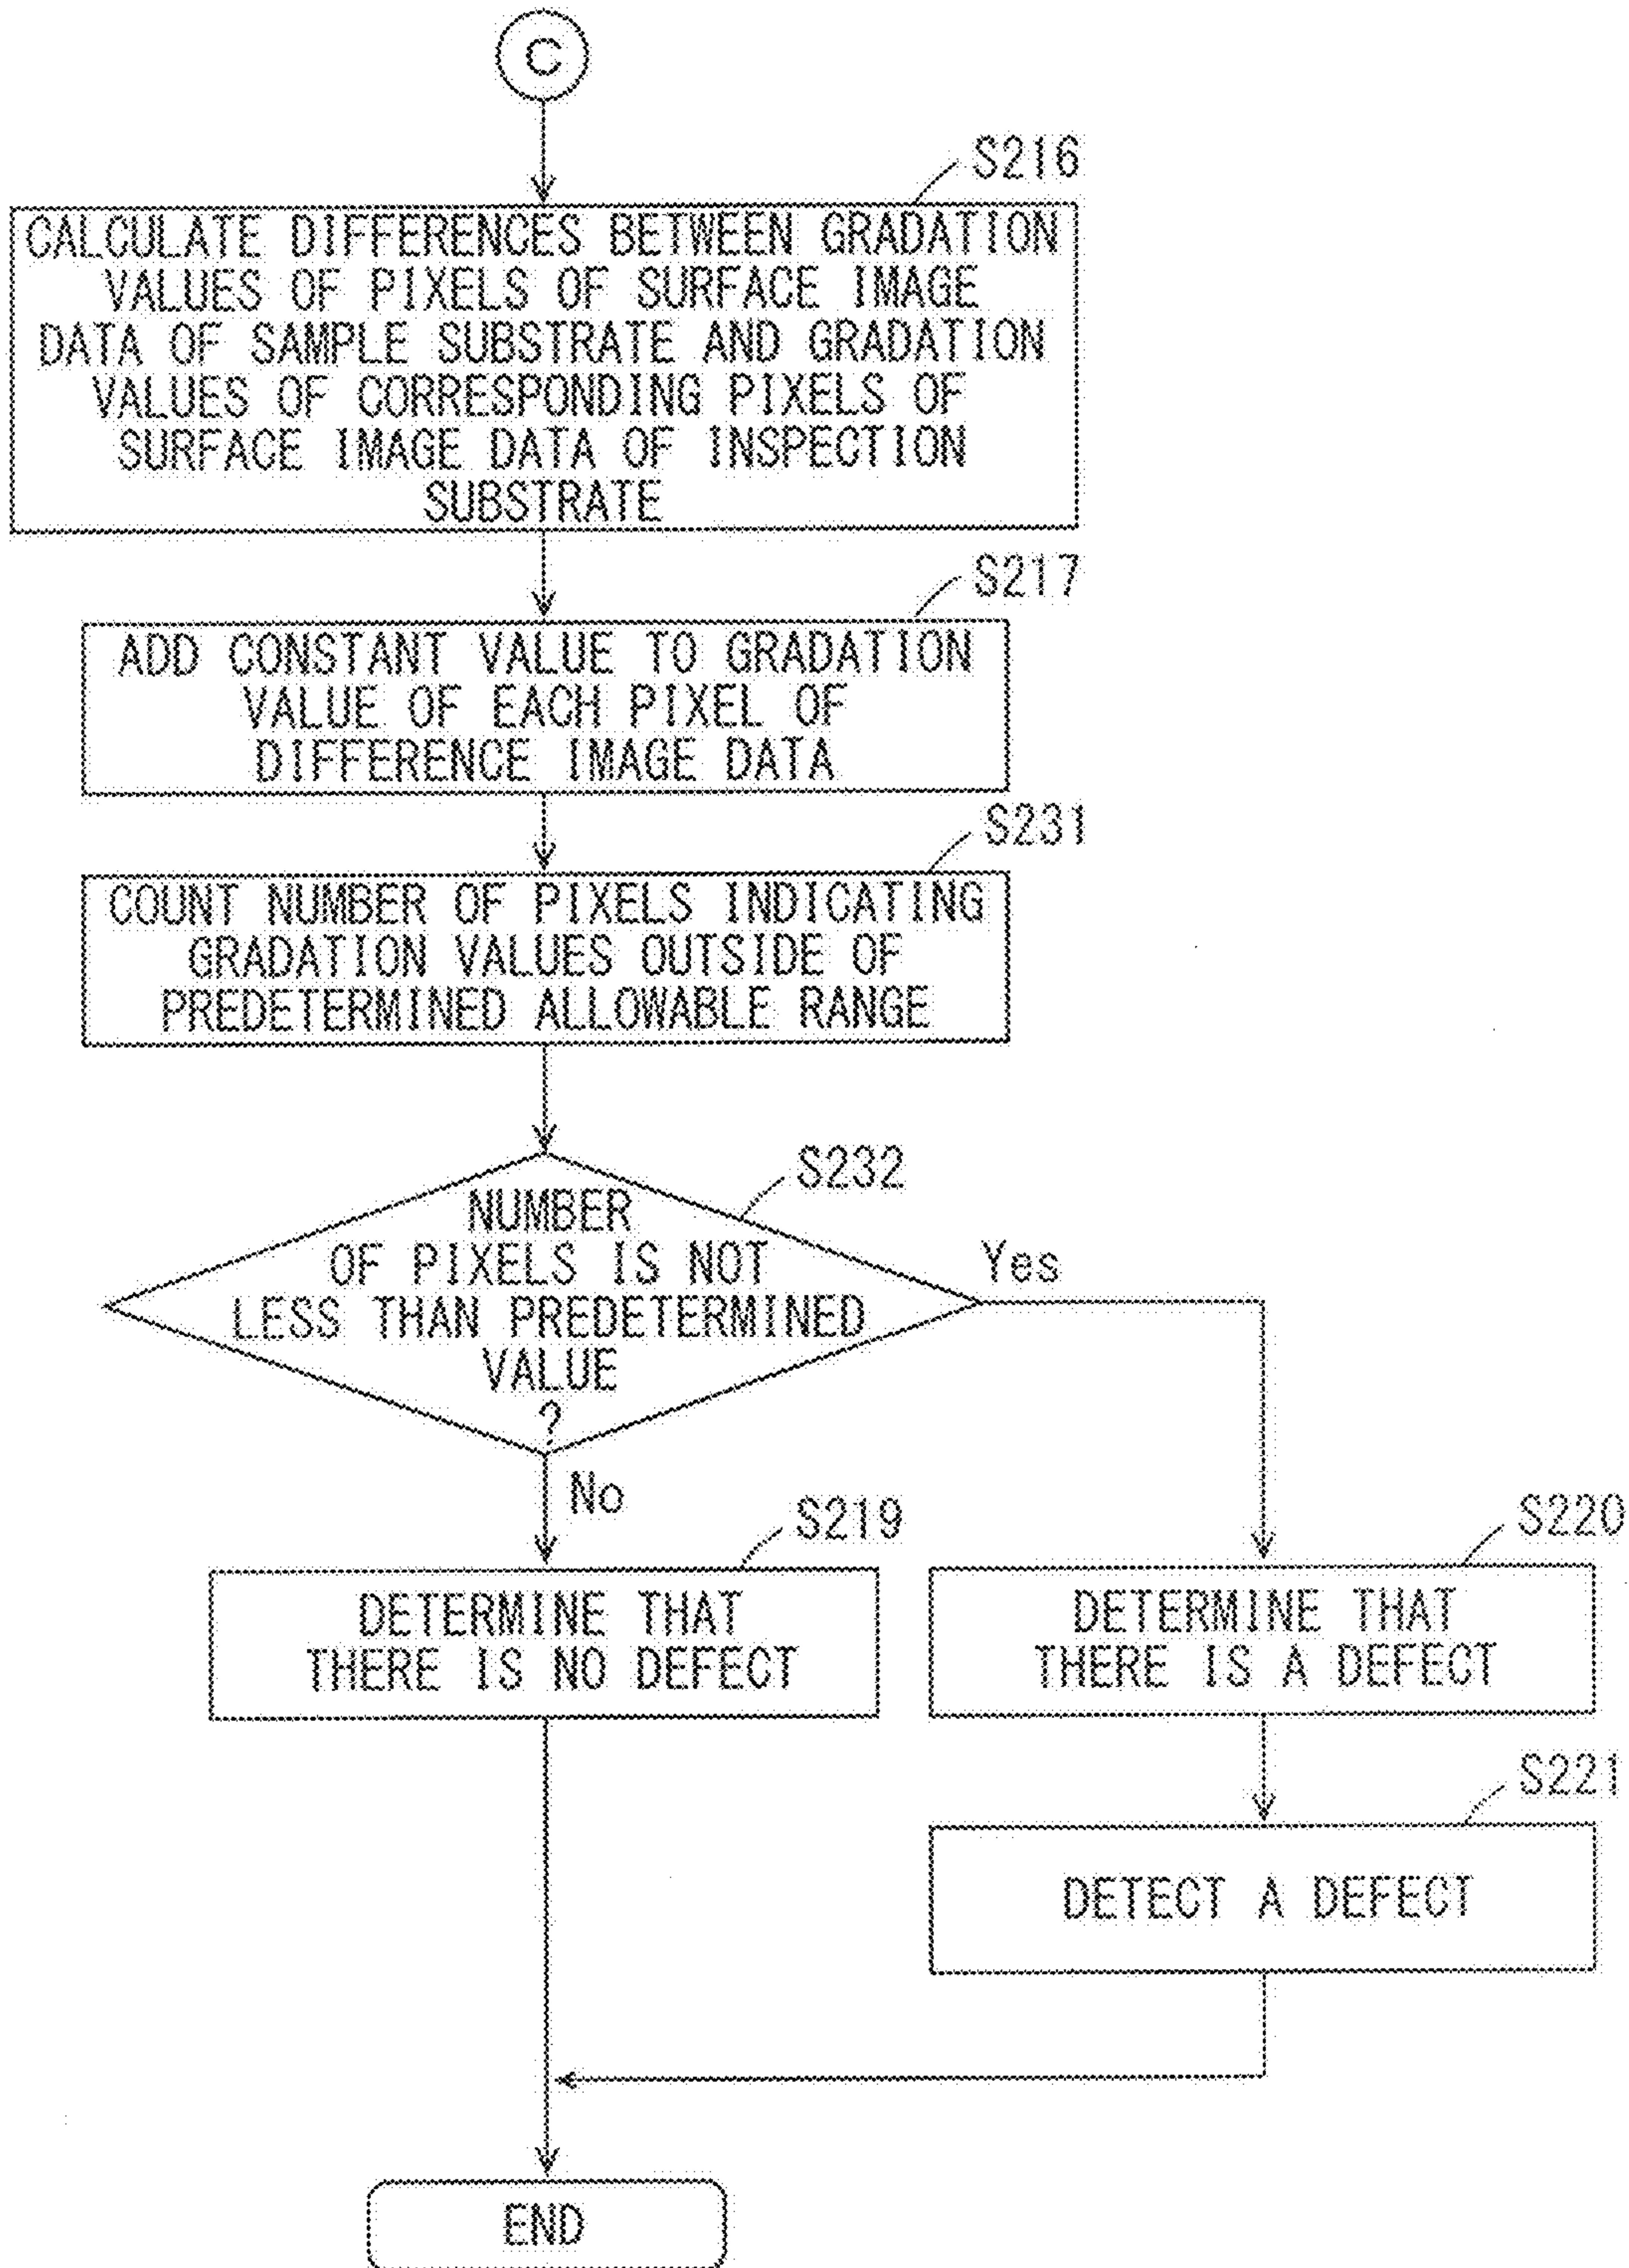 C
S216
CALCULATE DIFFERENCES BETWEEN GRADATION
VALUES OF PIXELS OF SURFACE IMAGE
DATA OF SAMPLE SUBSTRATE AND GRADATION
VALUES OF CORRESPONDING PIXELS OF
SURFACE IMAGE DATA OF INSPECTION
SUBSTRATE
S217
ADD CONSTANT VALUE TO GRADATION
VALUE OF EACH PIXEL OF
DIFFERENCE IMAGE DATA
S231
COUNT NUMBER OF PIXELS INDICATING
GRADATION VALUES OUTSIDE OF
PREDETERMINED ALLOWABLE RANGE
S232
NUMBER
OF PIXELS IS NOT
LESS THAN PREDETERMINED
VALUE
?
Yes
No
S219
DETERMINE THAT
THERE IS NO DEFECT
S220
DETERMINE THAT
THERE IS A DEFECT
S221
DETECT A DEFECT
END